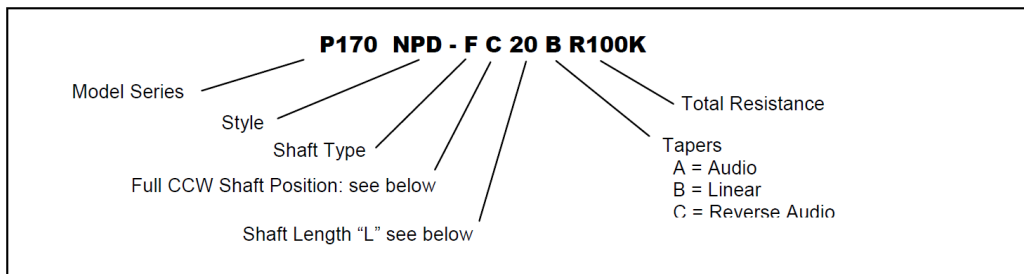 P170 NPD - F C 20 B R100K
Model Series
Style
Shaft Type
Full CCW Shaft Position: see below
Shaft Length “L” see below
Total Resistance
Tapers
A = Audio
B = Linear
C = Reverse Audio